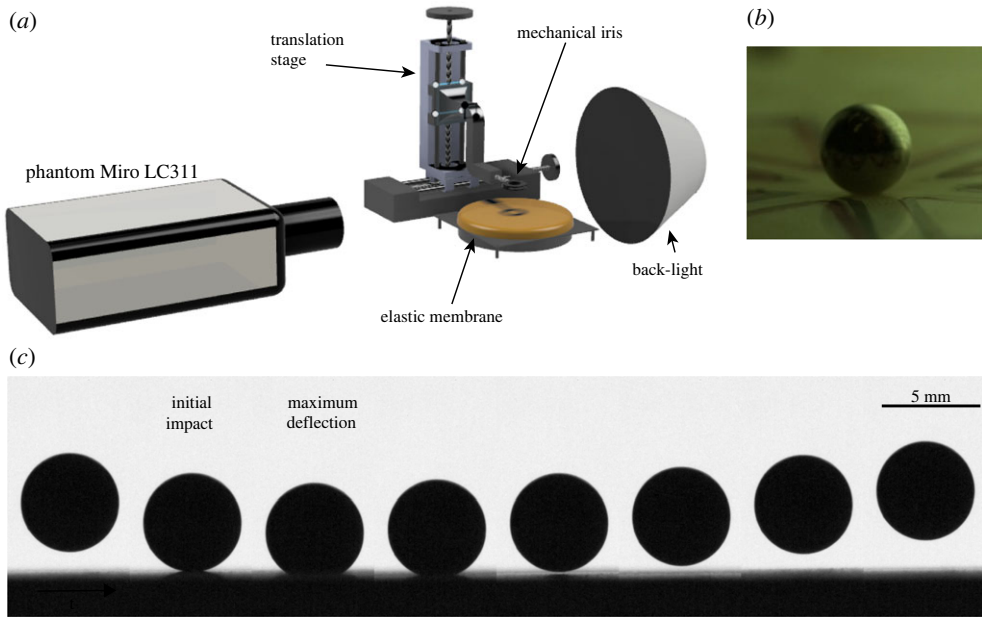 (a)
translation
stage
mechanical iris
phantom Miro LC311
back-light
elastic membrane
(b)
(c)
initial
impact
maximum
deflection
5 mm